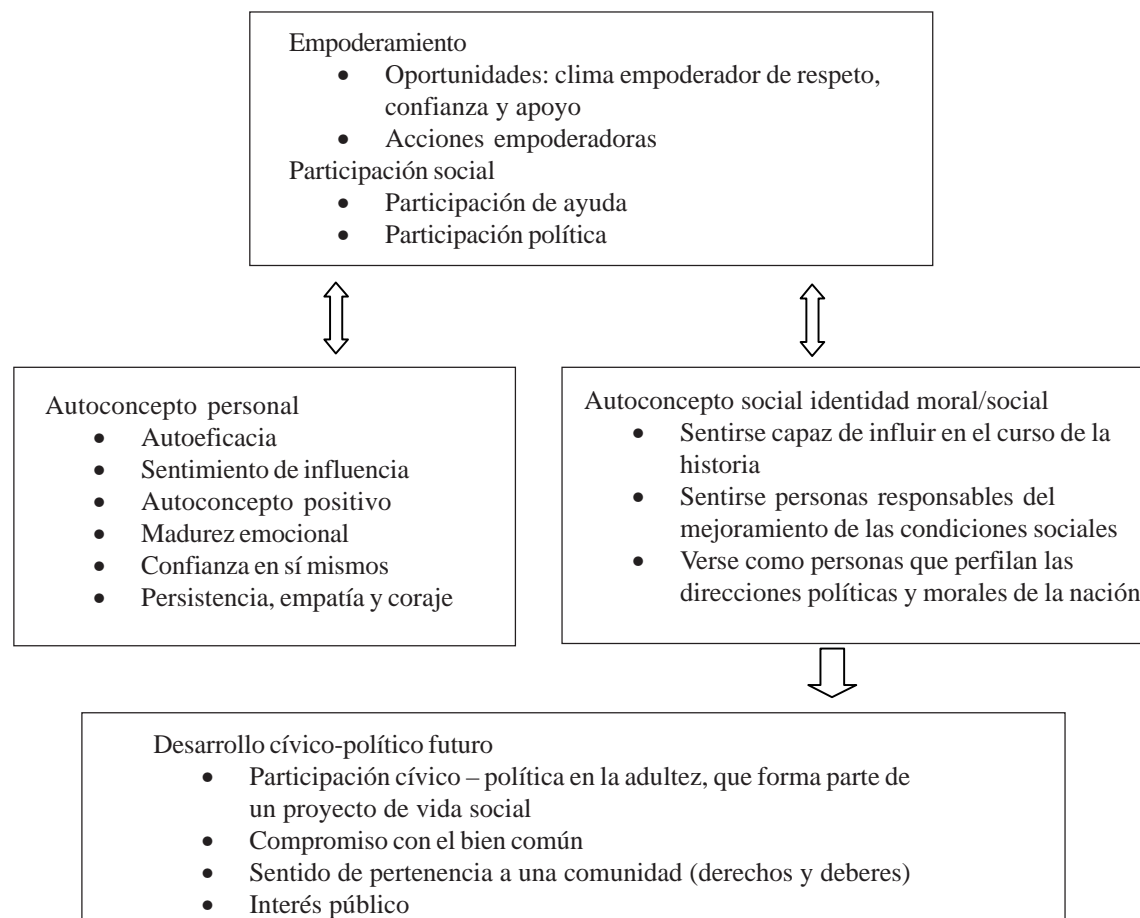 Empoderamiento
• Oportunidades: clima empoderador de respeto,
confianza y apoyo
• Acciones empoderadoras
Participación social
• Participación de ayuda
• Participación política
Autoconcepto personal
• Autoeficacia
• Sentimiento de influencia
• Autoconcepto positivo
• Madurez emocional
• Confianza en sí mismos
• Persistencia, empatía y coraje
Autoconcepto social identidad moral/social
• Sentirse capaz de influir en el curso de la
historia
• Sentirse personas responsables del
mejoramiento de las condiciones sociales
• Verse como personas que perfilan las
direcciones políticas y morales de la nación
Desarrollo cívico-político futuro
• Participación cívico – política en la adultez, que forma parte de
un proyecto de vida social
• Compromiso con el bien común
• Sentido de pertenencia a una comunidad (derechos y deberes)
• Interés público